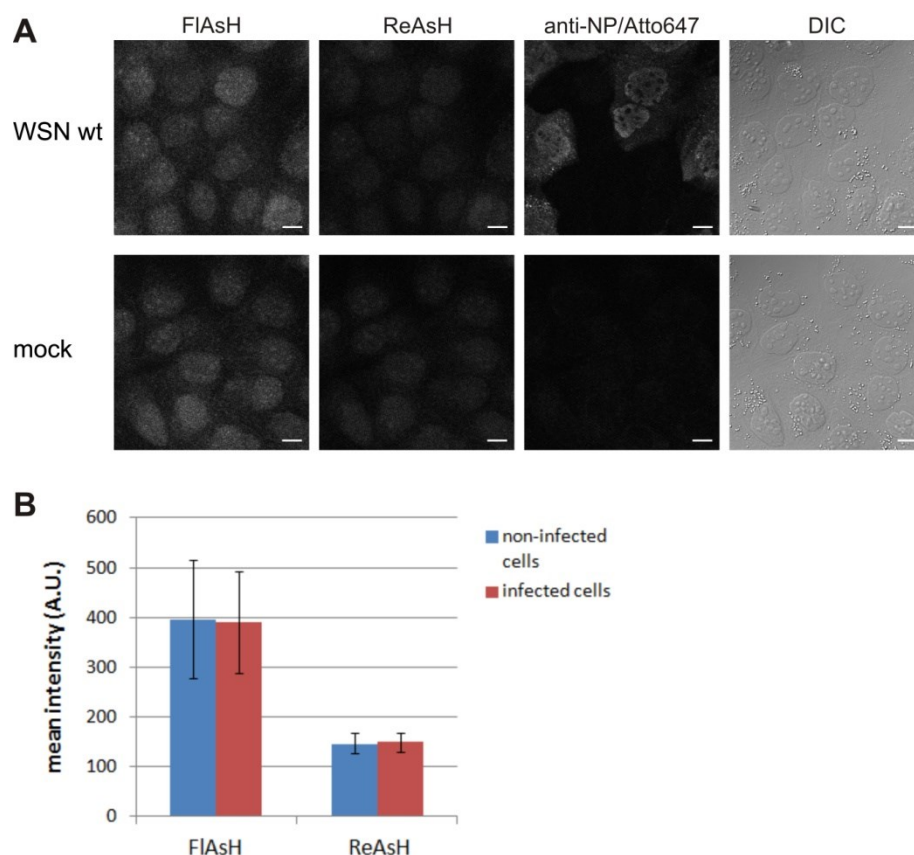 A
FlAsH
ReAsH
anti-NP/Atto647
DIC
WSN wt
mock
B
mean intensity (A.U.)
600
500
400
300
200
100
0
FlAsH
ReAsH
non-infected
cells
infected cells